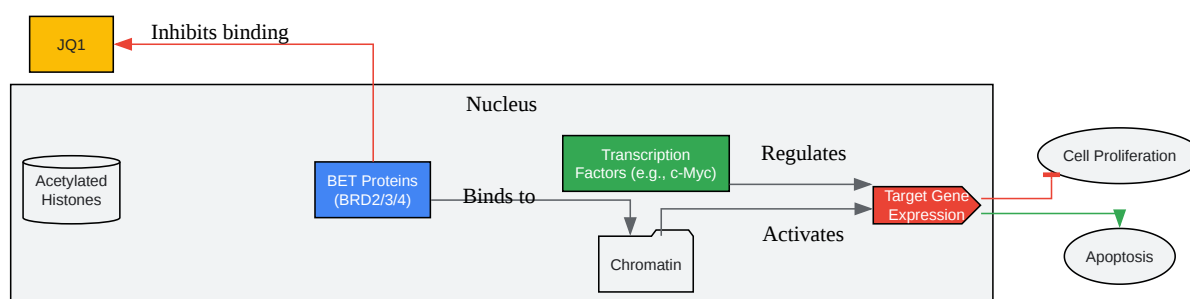 Inhibits binding
JQ1
Nucleus
Transcription
Factors (e.g., c-Myc)
Regulates
Cell Proliferation
Acetylated
Histones
BET Proteins
(BRD2/3/4)
Binds to
Target Gene
Expression
Activates
Chromatin
Apoptosis